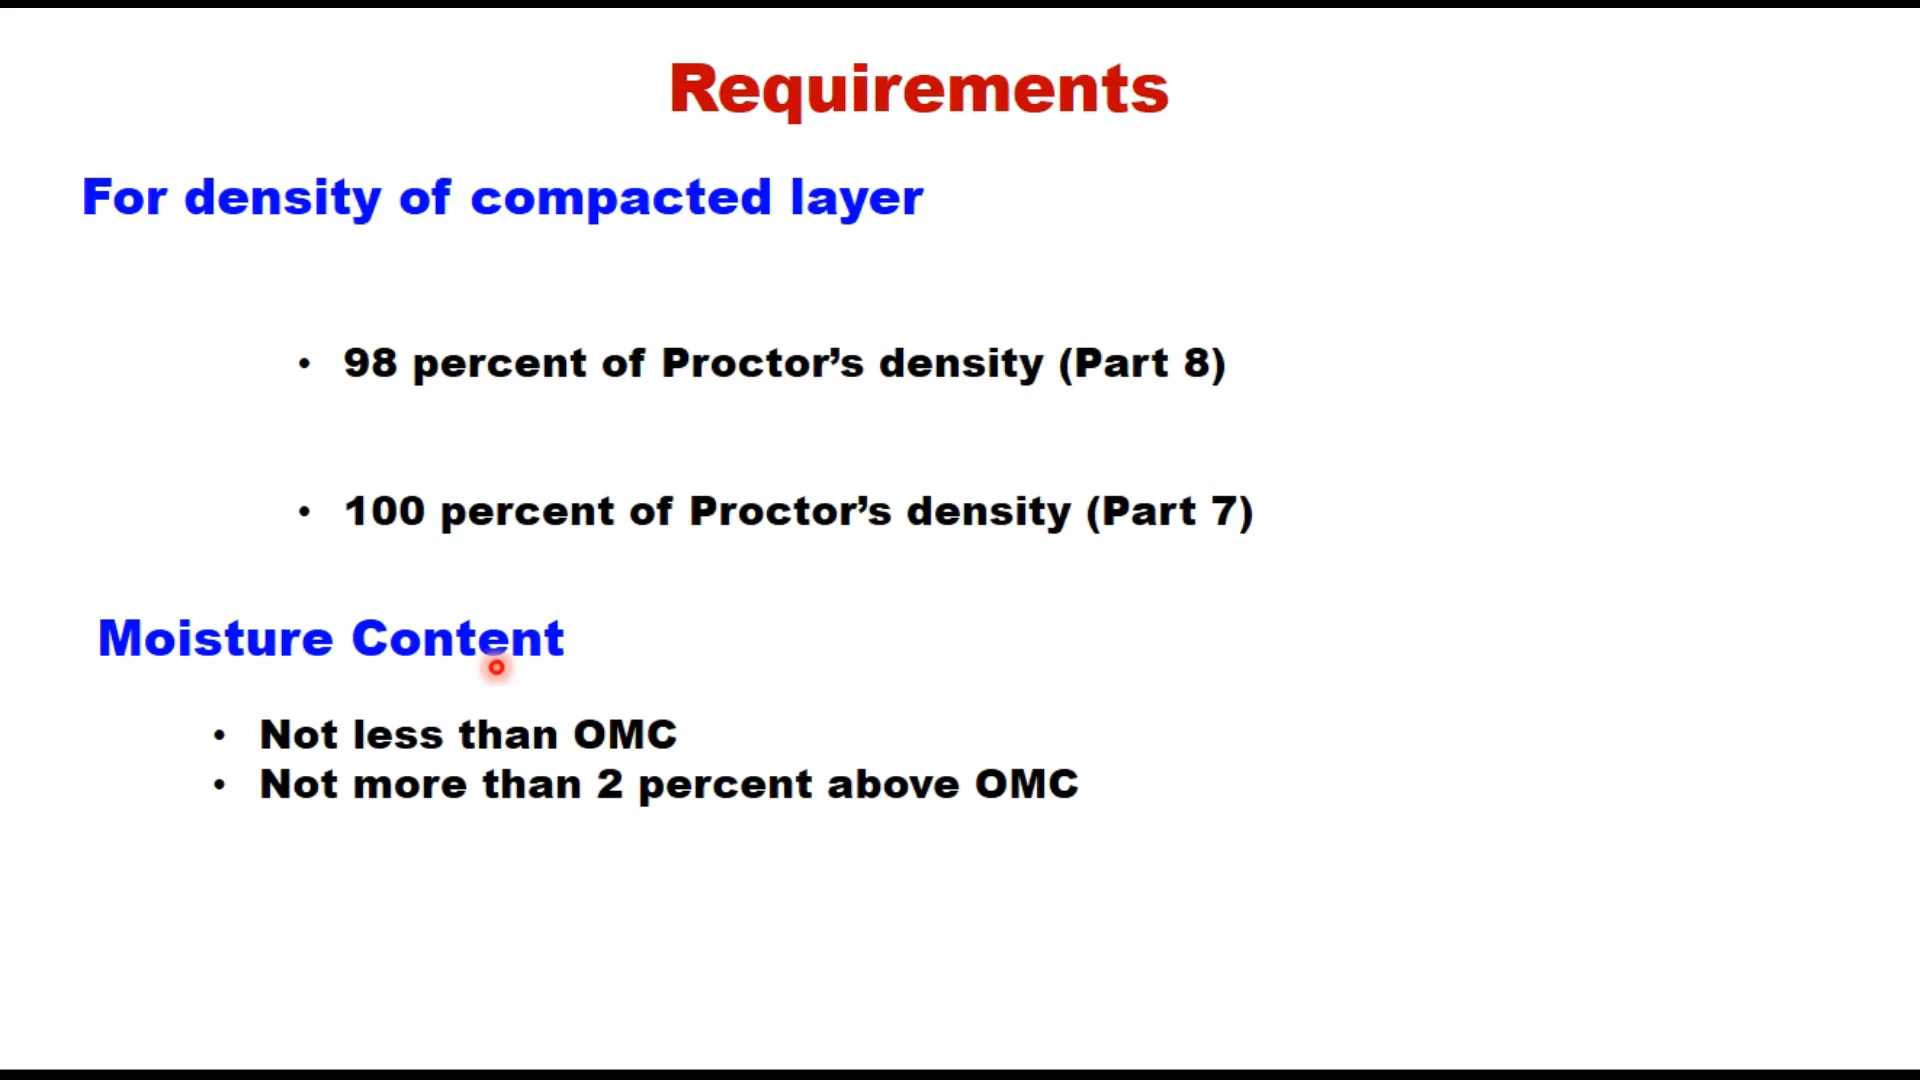 Requirements
For density of compacted layer
• 98 percent of Proctor’s density (Part 8)
• 100 percent of Proctor’s density (Part 7)
Moisture Content
• Not less than OMC
• Not more than 2 percent above OMC